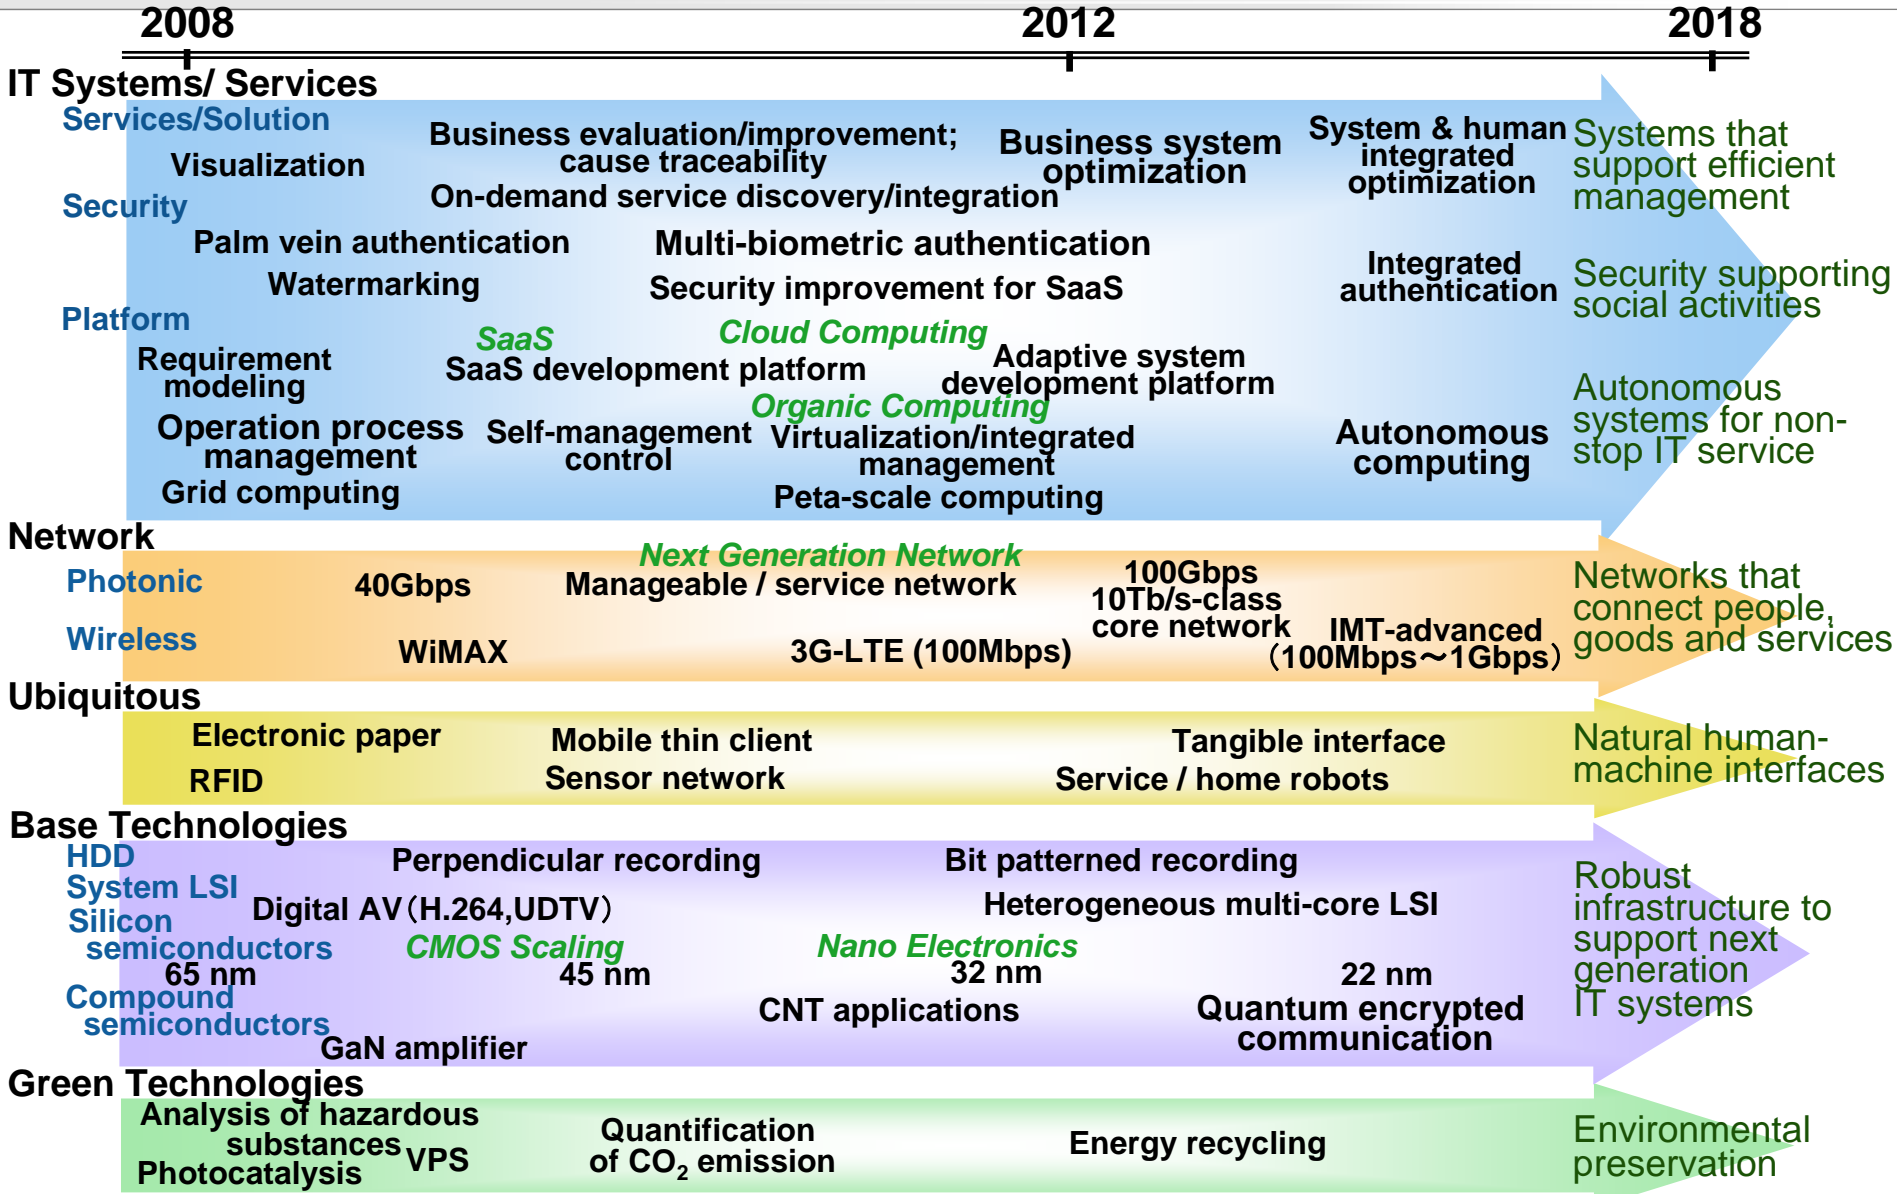 2008 2012 2018
IT Systems/ Services
Services/Solution
Visualization
Business evaluation/improvement;
cause traceability
On-demand service discovery/integration
Business system
optimization
System & human
integrated
optimization
Systems that
support efficient
management
Security
Palm vein authentication
Watermarking
Multi-biometric authentication
Security improvement for SaaS
Integrated
authentication
Security supporting
social activities
Platform
SaaS
Cloud Computing
Requirement
modeling
SaaS development platform
Adaptive system
development platform
Organic Computing
Operation process
management
Self-management
control
Virtualization/integrated
management
Autonomous
computing
Grid computing
Peta-scale computing
Autonomous
systems for non-
stop IT service
Network
Next Generation Network
Photonic
40Gbps
Manageable / service network
100Gbps
10Tb/s-class
core network
Wireless
WiMAX
3G-LTE (100Mbps)
IMT-advanced
(100Mbps～1Gbps)
Networks that
connect people,
goods and services
Ubiquitous
Electronic paper
Mobile thin client
Tangible interface
RFID
Sensor network
Service / home robots
Natural human-
machine interfaces
Base Technologies
HDD
Perpendicular recording
Bit patterned recording
System LSI
Digital AV(H.264,UDTV)
Heterogeneous multi-core LSI
Silicon
semiconductors
CMOS Scaling
Nano Electronics
65 nm
45 nm
32 nm
22 nm
Compound
semiconductors
GaN amplifier
CNT applications
Quantum encrypted
communication
Robust
infrastructure to
support next
generation
IT systems
Green Technologies
Analysis of hazardous
substances
Photocatalysis
VPS
Quantification
of CO₂ emission
Energy recycling
Environmental
preservation